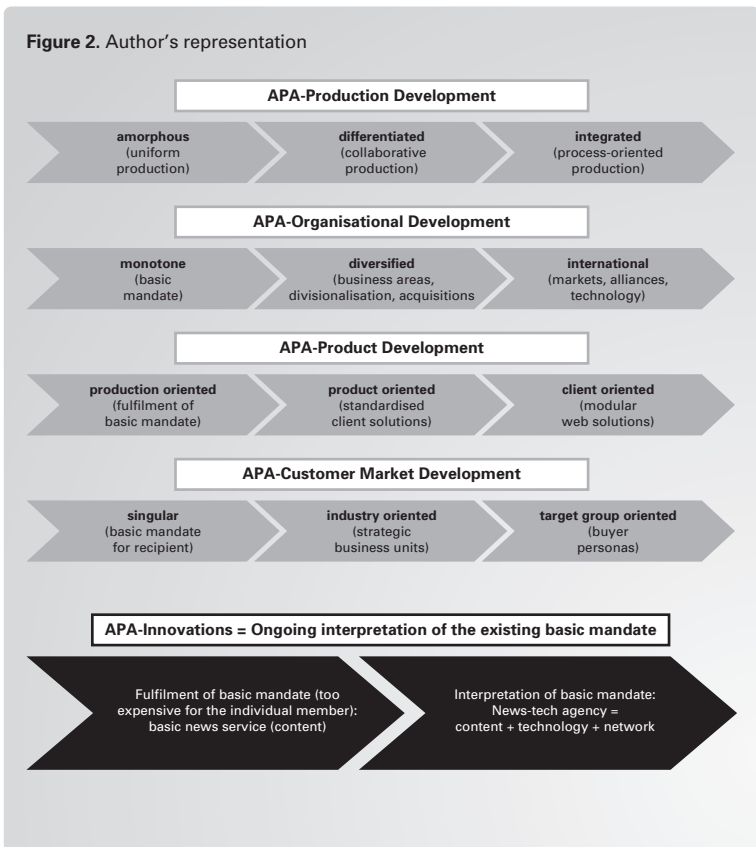 Figure 2. Author's representation
APA-Production Development
amorphous
(uniform
production)
differentiated
(collaborative
production)
integrated
(process-oriented
production)
APA-Organisational Development
monotone
(basic
mandate)
diversified
(business areas,
divisionalisation, acquisitions
international
(markets, alliances,
technology)
APA-Product Development
production oriented
(fulfilment of
basic mandate)
product oriented
(standardised
client solutions)
client oriented
(modular
web solutions)
APA-Customer Market Development
singular
(basic mandate
for recipient)
industry oriented
(strategic
business units)
target group oriented
(buyer
personas)
APA-Innovations = Ongoing interpretation of the existing basic mandate
Fulfilment of basic mandate (too
expensive for the individual member):
basic news service (content)
Interpretation of basic mandate:
News-tech agency =
content + technology + network